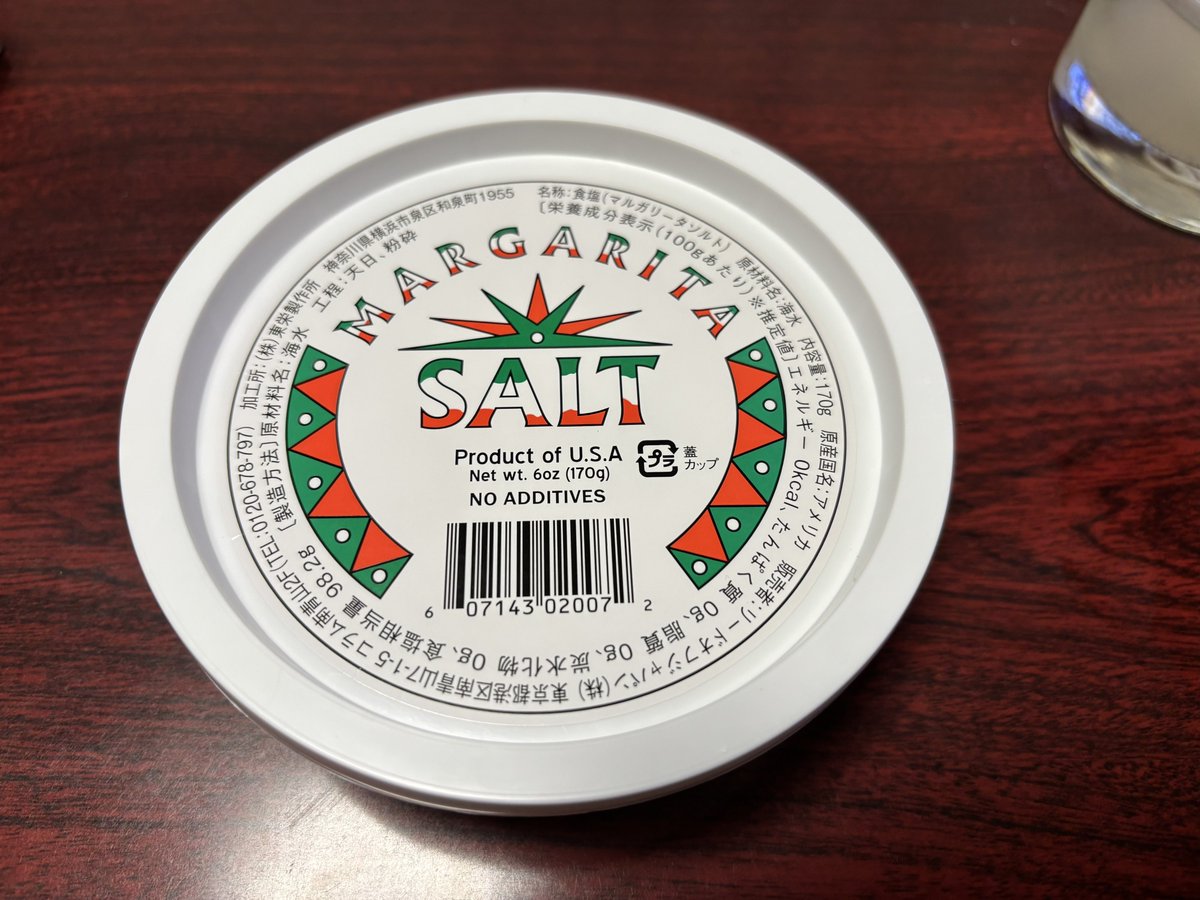 名称:食塩(マルガリータソルト) 原材料名:海水 内容量:170g 原産国名:アメリカ 販売者:リードオフジャパン(株) 東京都港区南青山7-1-5 コラム南青山2F(TEL:0120-678-797) 加工所:(株)東栄製作所 神奈川県横浜市泉区和泉町1955
〔栄養成分表示(100gあたり)※推定値〕エネルギー 0kcal、たんぱく質 0g、脂質 0g、炭水化物 0g、食塩相当量 98.2g 〔製造方法〕原材料名:海水 工程:天日、粉砕
MARGARITA
SALT
Product of U.S.A
Net wt. 6oz (170g)
NO ADDITIVES
プラ
蓋
カップ
6 07143 02007 2